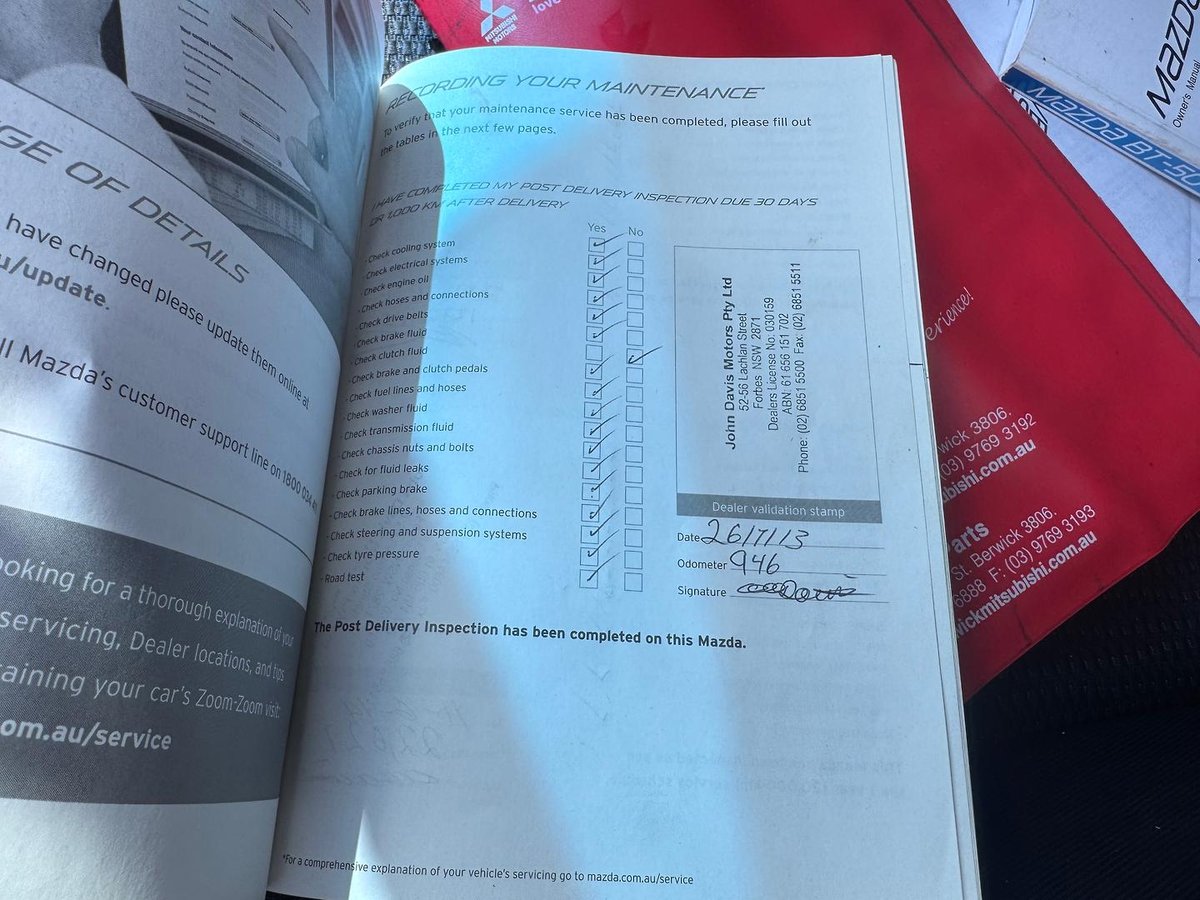 GE OF DETAILS
have changed please update them online at
u/update.
ll Mazda's customer support line on 1800 034 411
ooking for a thorough explanation of your
servicing, Dealer locations, and tips
aining your car's Zoom-Zoom visit:
om.au/service
RECORDING YOUR MAINTENANCE*
To verify that your maintenance service has been completed, please fill out
the tables in the next few pages.
I HAVE COMPLETED MY POST DELIVERY INSPECTION DUE 30 DAYS
OR 1,000 KM AFTER DELIVERY
Yes No
- Check cooling system
- Check electrical systems
- Check engine oil
- Check hoses and connections
- Check drive belts
- Check brake fluid
- Check clutch fluid
- Check brake and clutch pedals
- Check fuel lines and hoses
- Check washer fluid
- Check transmission fluid
- Check chassis nuts and bolts
- Check for fluid leaks
- Check parking brake
- Check brake lines, hoses and connections
- Check steering and suspension systems
- Check tyre pressure
- Road test
John Davis Motors Pty Ltd
52-56 Lachlan Street
Forbes NSW 2871
Dealers License No: 030159
ABN 61 656 151 702
Phone: (02) 6851 5500 Fax: (02) 6851 5511
Dealer validation stamp
Date 26/7/13
Odometer 946
Signature
The Post Delivery Inspection has been completed on this Mazda.
*For a comprehensive explanation of your vehicle's servicing go to mazda.com.au/service
MITSUBISHI
MOTORS
love
erience!
wick 3806.
03) 9769 3192
ubishi.com.au
arts
St. Berwick 3806.
6888 F: (03) 9769 3193
wickmitsubishi.com.au
Mazda
Owner's Manual
Mazda BT-50